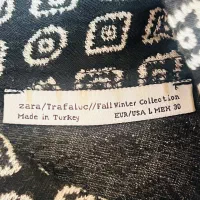 zara/Trafaluc//Fall Winter Collection
Made in Turkey EUR/USA L MEX 30